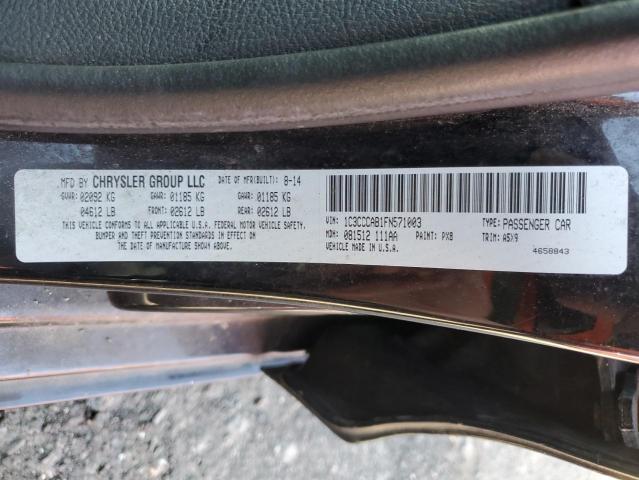 MFD BY CHRYSLER GROUP LLC DATE OF MFR(BUILT): 8-14
GVWR: 02092 KG GAWR: 01185 KG GAWR: 01185 KG
04612 LB FRONT: 02612 LB REAR: 02612 LB
THIS VEHICLE CONFORMS TO ALL APPLICABLE U.S.A. FEDERAL MOTOR VEHICLE SAFETY,
BUMPER AND THEFT PREVENTION STANDARDS IN EFFECT ON
THE DATE OF MANUFACTURE SHOWN ABOVE.
VIN: 1C3CCCAB1FN571003 TYPE: PASSENGER CAR
MDH: 081512 111AA PAINT: PXB TRIM: A5X9
VEHICLE MADE IN U.S.A. 4658843